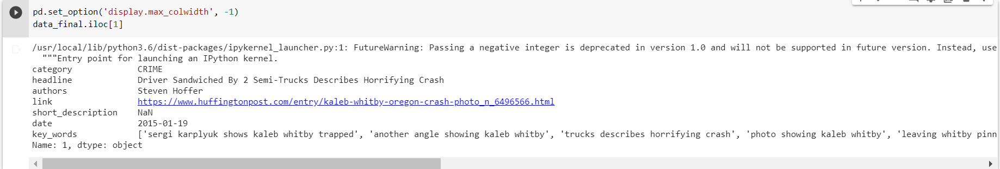 pd.set_option('display.max_colwidth', -1)
data_final.iloc[1]
/usr/local/lib/python3.6/dist-packages/ipykernel_launcher.py:1: FutureWarning: Passing a negative integer is deprecated in version 1.0 and will not be supported in future version. Instead, use
"""Entry point for launching an IPython kernel.
category CRIME
headline Driver Sandwiched By 2 Semi-Trucks Describes Horrifying Crash
authors Steven Hoffer
link https://www.huffingtonpost.com/entry/kaleb-whitby-oregon-crash-photo_n_6496566.html
short_description NaN
date 2015-01-19
key_words ['sergi karplyuk shows kaleb whitby trapped', 'another angle showing kaleb whitby', 'trucks describes horrifying crash', 'photo showing kaleb whitby', 'leaving whitby pinn
Name: 1, dtype: object